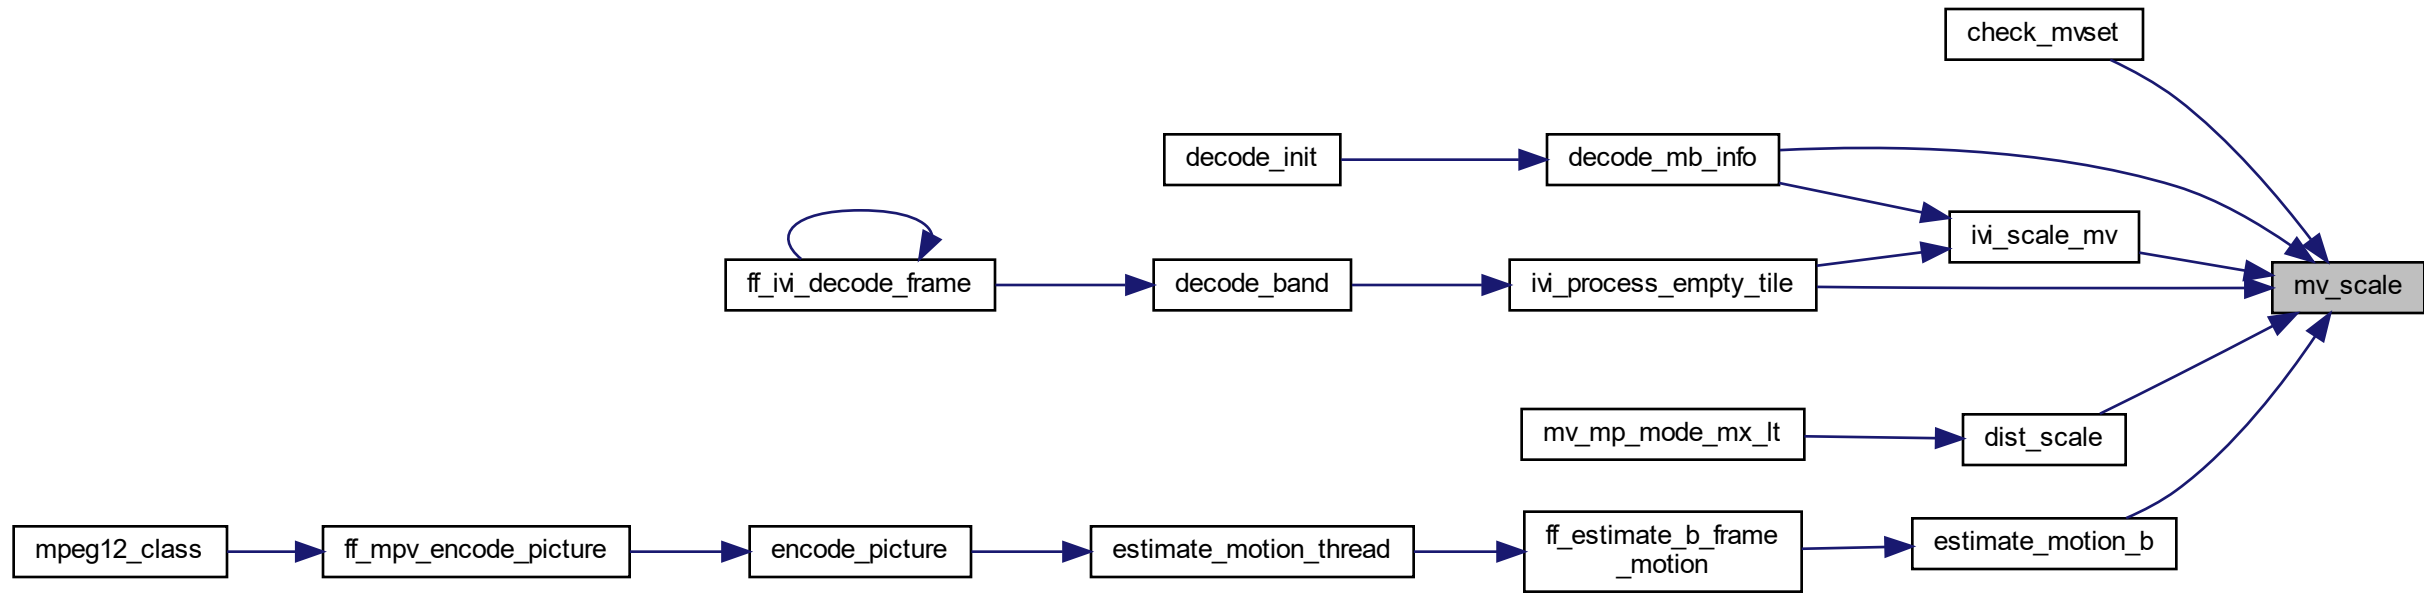 check_mvset
decode_init
decode_mb_info
ivi_scale_mv
ff_ivi_decode_frame
decode_band
ivi_process_empty_tile
mv_scale
mv_mp_mode_mx_lt
dist_scale
mpeg12_class
ff_mpv_encode_picture
encode_picture
estimate_motion_thread
ff_estimate_b_frame
_motion
estimate_motion_b